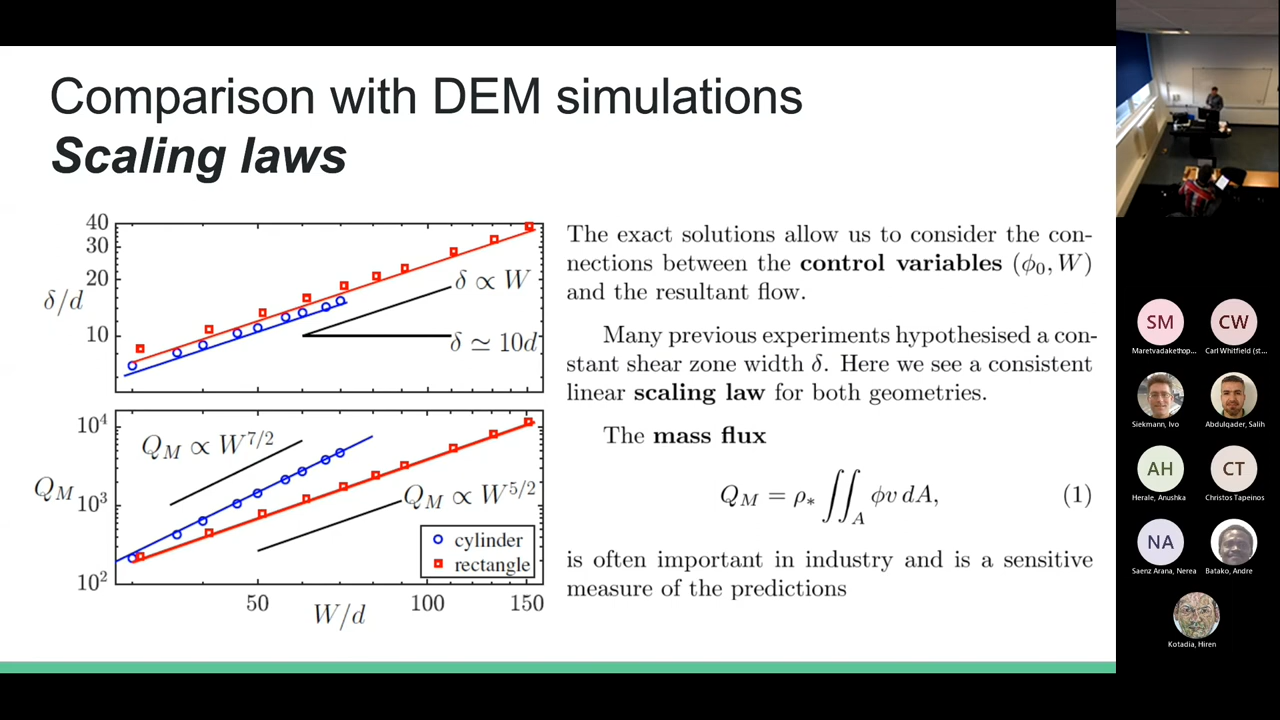 Comparison with DEM simulations
Scaling laws
40
30
20
10
δ/d
δ ∝ W
δ ≃ 10d
10⁴
10³
10²
Q_M
Q_M ∝ W^{7/2}
Q_M ∝ W^{5/2}
cylinder
rectangle
50
100
150
W/d
The exact solutions allow us to consider the con-
nections between the control variables (ϕ₀, W)
and the resultant flow.
Many previous experiments hypothesised a con-
stant shear zone width δ. Here we see a consistent
linear scaling law for both geometries.
The mass flux
Q_M = ρ_* ∬_A ϕv dA, (1)
is often important in industry and is a sensitive
measure of the predictions
SM
CW
Maretvadakethop...
Carl Whitfield (st...
Siekmann, Ivo
Abdulqader, Salih
AH
CT
Herale, Anushka
Christos Tapeinos
NA
Saenz Arana, Nerea
Batako, Andre
Kotadia, Hiren